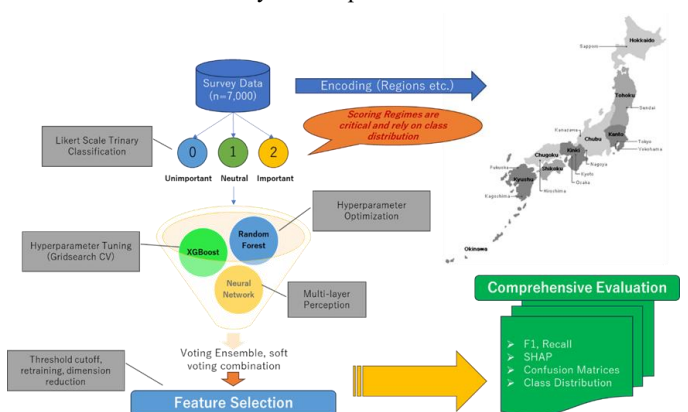 Survey Data
(n=7,000)
Encoding (Regions etc.)
Scoring Regimes are
critical and rely on class
distribution
Likert Scale Trinary
Classification
0
1
2
Unimportant
Neutral
Important
Hyperparameter
Optimization
Hyperparameter Tuning
(Gridsearch CV)
XGBoost
Random
Forest
Neural
Network
Multi-layer
Perception
Voting Ensemble, soft
voting combination
Threshold cutoff,
retraining, dimension
reduction
Feature Selection
Hokkaido
Sapporo
Tohoku
Sendai
Kanazawa
Chubu
Kanto
Tokyo
Yokohama
Chugoku
Kinki
Nagoya
Fukuoka
Shikoku
Kyoto
Kyushu
Osaka
Hiroshima
Kagoshima
Okinawa
Comprehensive Evaluation
➢ F1, Recall
➢ SHAP
➢ Confusion Matrices
➢ Class Distribution